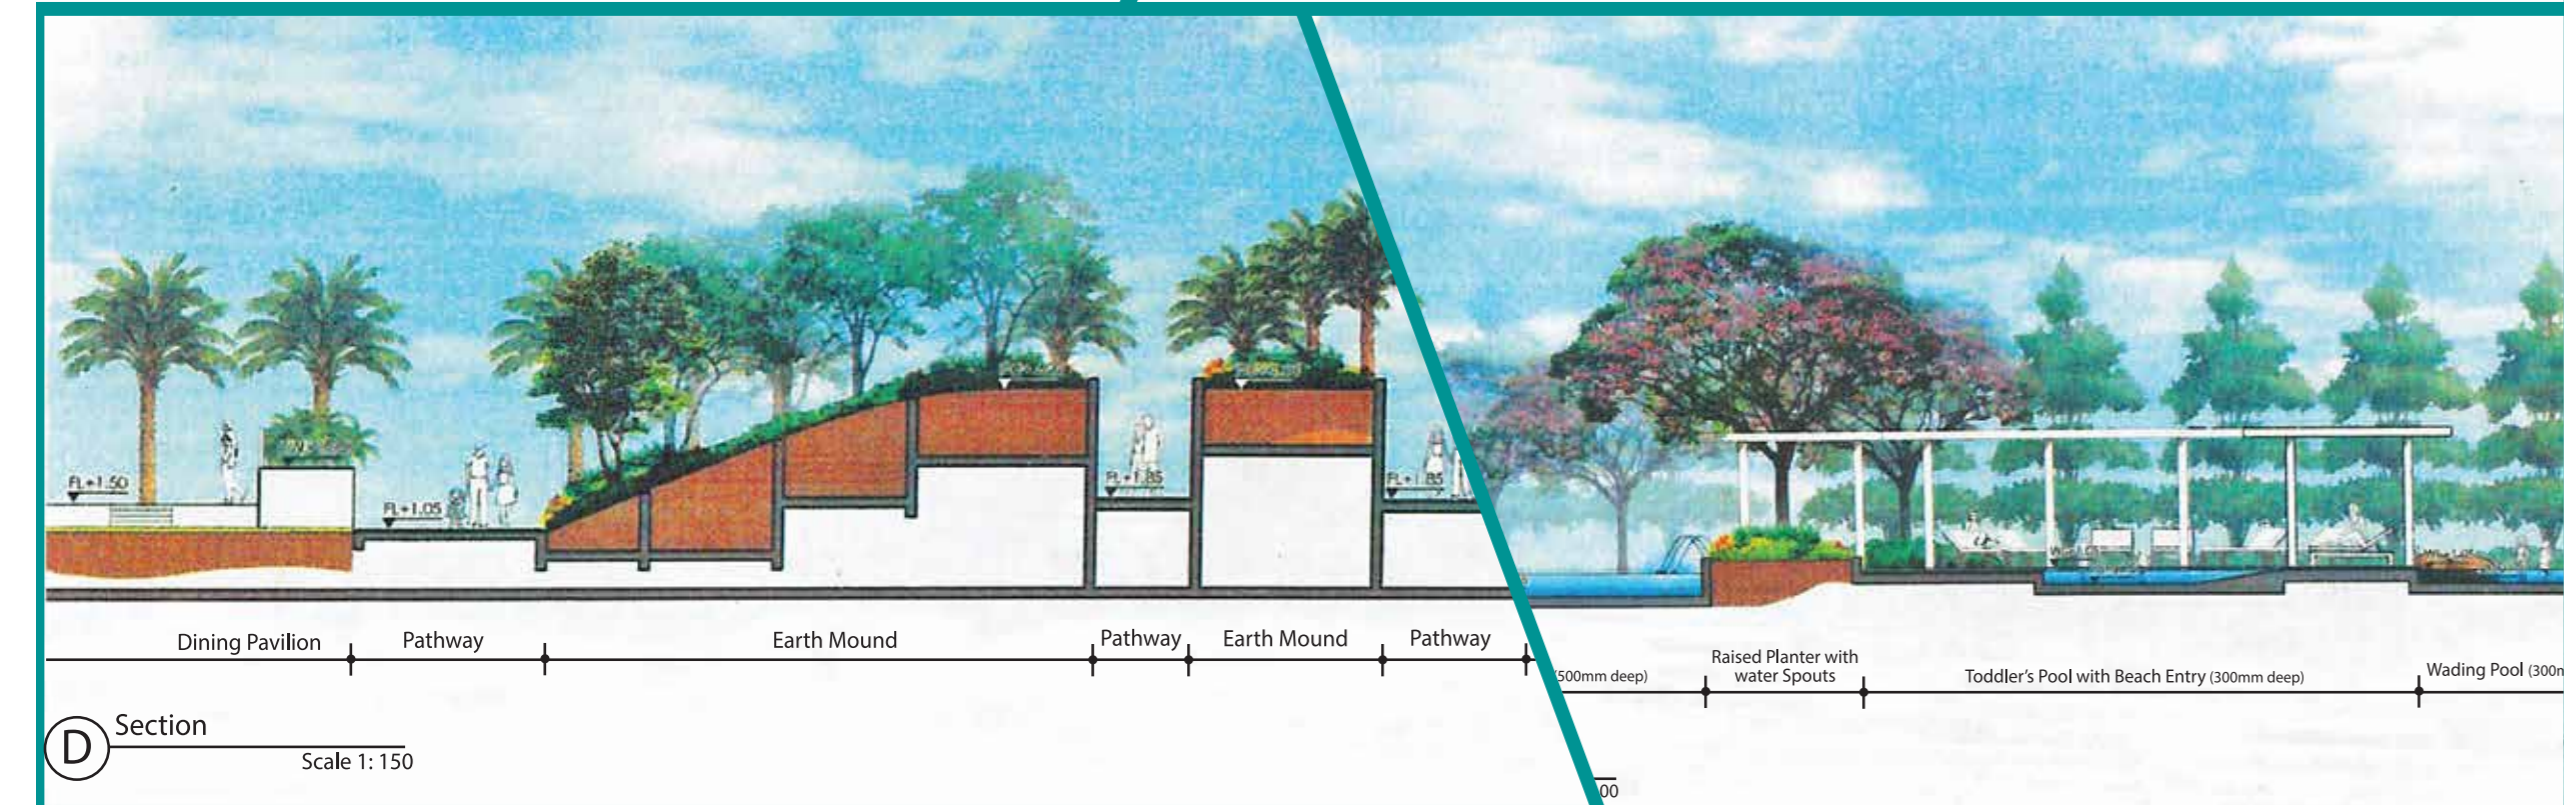 FL+1.50
FL+1.05
FL+1.85
FL+1.85
Dining Pavilion
Pathway
Earth Mound
Pathway
Earth Mound
Pathway
D
Section
Scale 1: 150
500mm deep)
Raised Planter with
water Spouts
Toddler's Pool with Beach Entry (300mm deep)
Wading Pool (300m
00